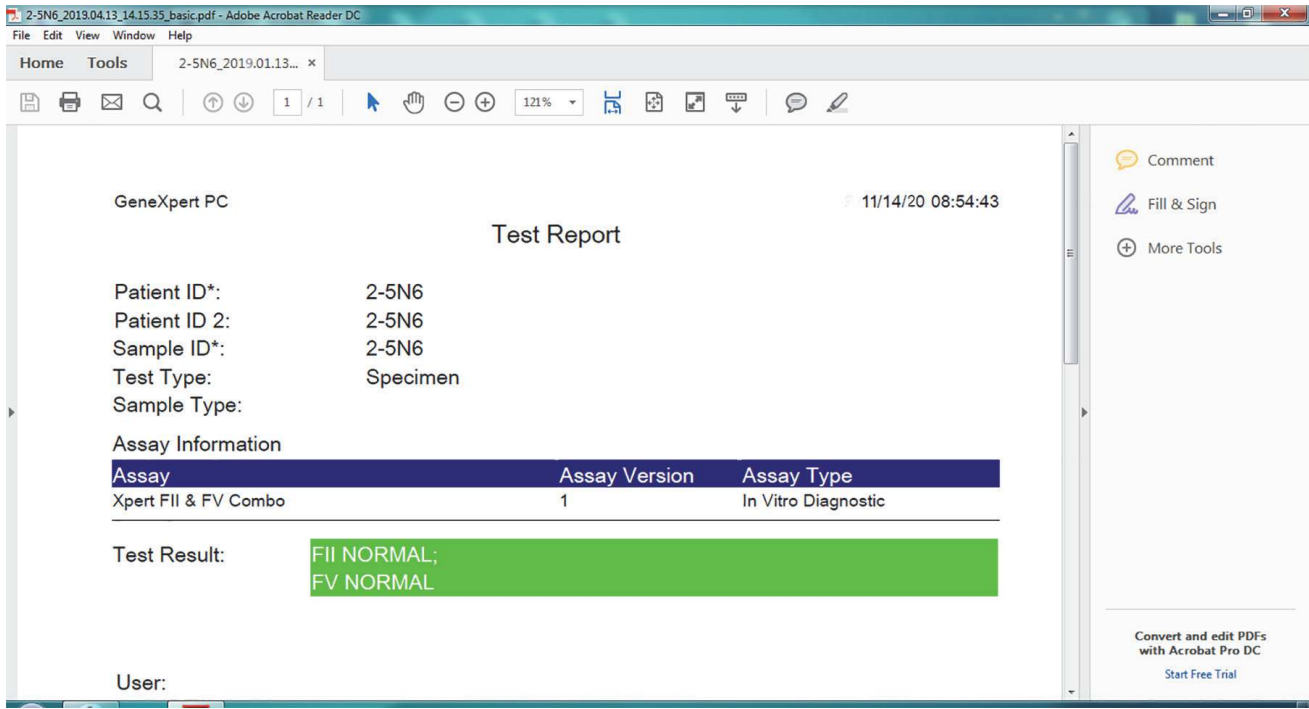 2-5N6_2019.04.13_14.15.35_basic.pdf - Adobe Acrobat Reader DC
File Edit View Window Help
Home Tools 2-5N6_2019.01.13... ×
1 / 1 121%
Comment
Fill & Sign
More Tools
GeneXpert PC 11/14/20 08:54:43
Test Report
Patient ID*: 2-5N6
Patient ID 2: 2-5N6
Sample ID*: 2-5N6
Test Type: Specimen
Sample Type:
Assay Information
Assay Assay Version Assay Type
Xpert FII & FV Combo 1 In Vitro Diagnostic
Test Result: FII NORMAL;
FV NORMAL
User:
Convert and edit PDFs
with Acrobat Pro DC
Start Free Trial